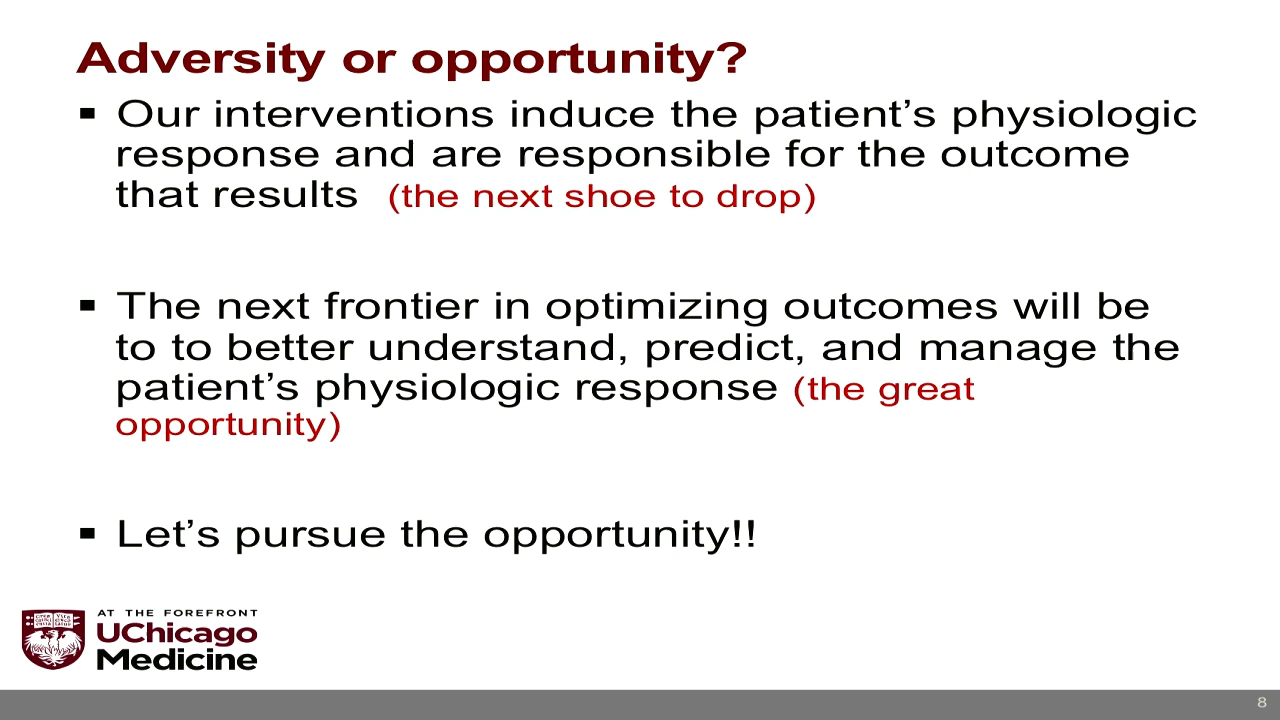 Adversity or opportunity?
▪ Our interventions induce the patient’s physiologic
response and are responsible for the outcome
that results (the next shoe to drop)
▪ The next frontier in optimizing outcomes will be
to to better understand, predict, and manage the
patient’s physiologic response (the great
opportunity)
▪ Let’s pursue the opportunity!!
AT THE FOREFRONT
UChicago
Medicine
8